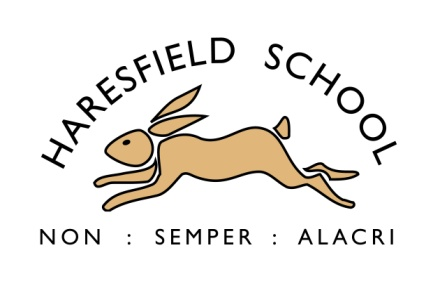 HARESFIELD SCHOOL
NON : SEMPER : ALACRI